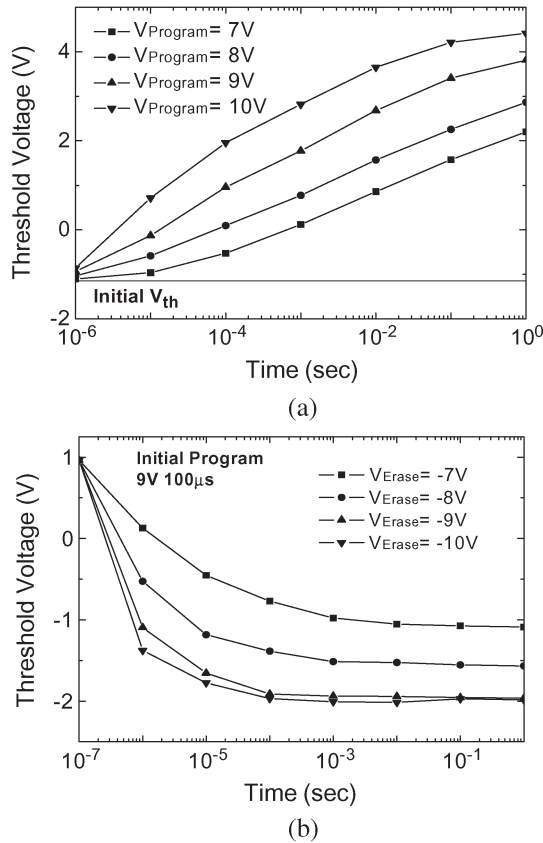 4
2
0
-2
Threshold Voltage (V)
VProgram= 7V
VProgram= 8V
VProgram= 9V
VProgram= 10V
Initial Vth
10-6
10-4
10-2
100
Time (sec)
(a)
1
0
-1
-2
Threshold Voltage (V)
Initial Program
9V 100μs
VErase= -7V
VErase= -8V
VErase= -9V
VErase= -10V
10-7
10-5
10-3
10-1
Time (sec)
(b)